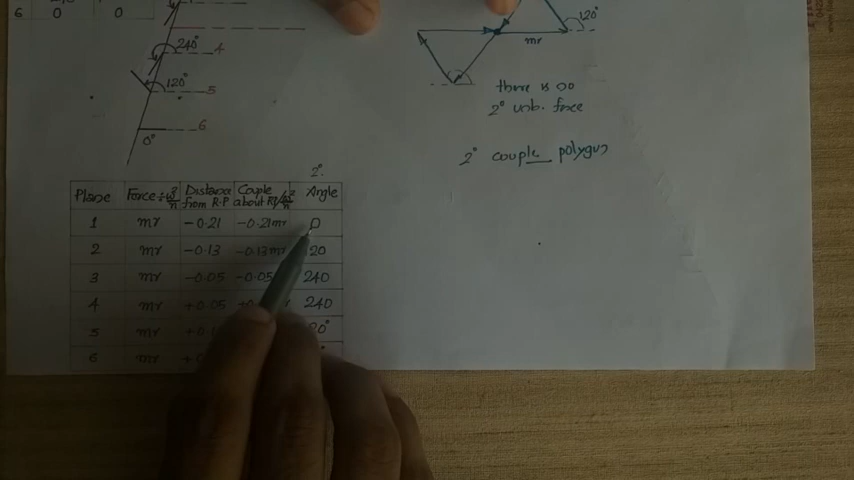 6 0 0
240° 4
120° 5
6
0°
120°
mr
there is no
2° unb. force
2° couple polygon
2°.
Plane Force÷ω²/n Distance from R.P Couple about RP/ω²/n Angle
1 mr -0.21 -0.21mr 0
2 mr -0.13 -0.13mr 20
3 mr -0.05 -0.05 240
4 mr +0.05 240
5 mr 20°
6 mr